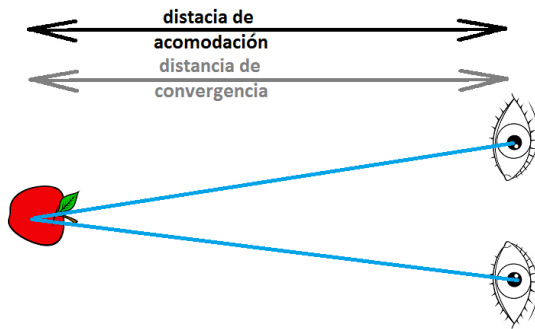 distacia de
acomodación
distancia de
convergencia